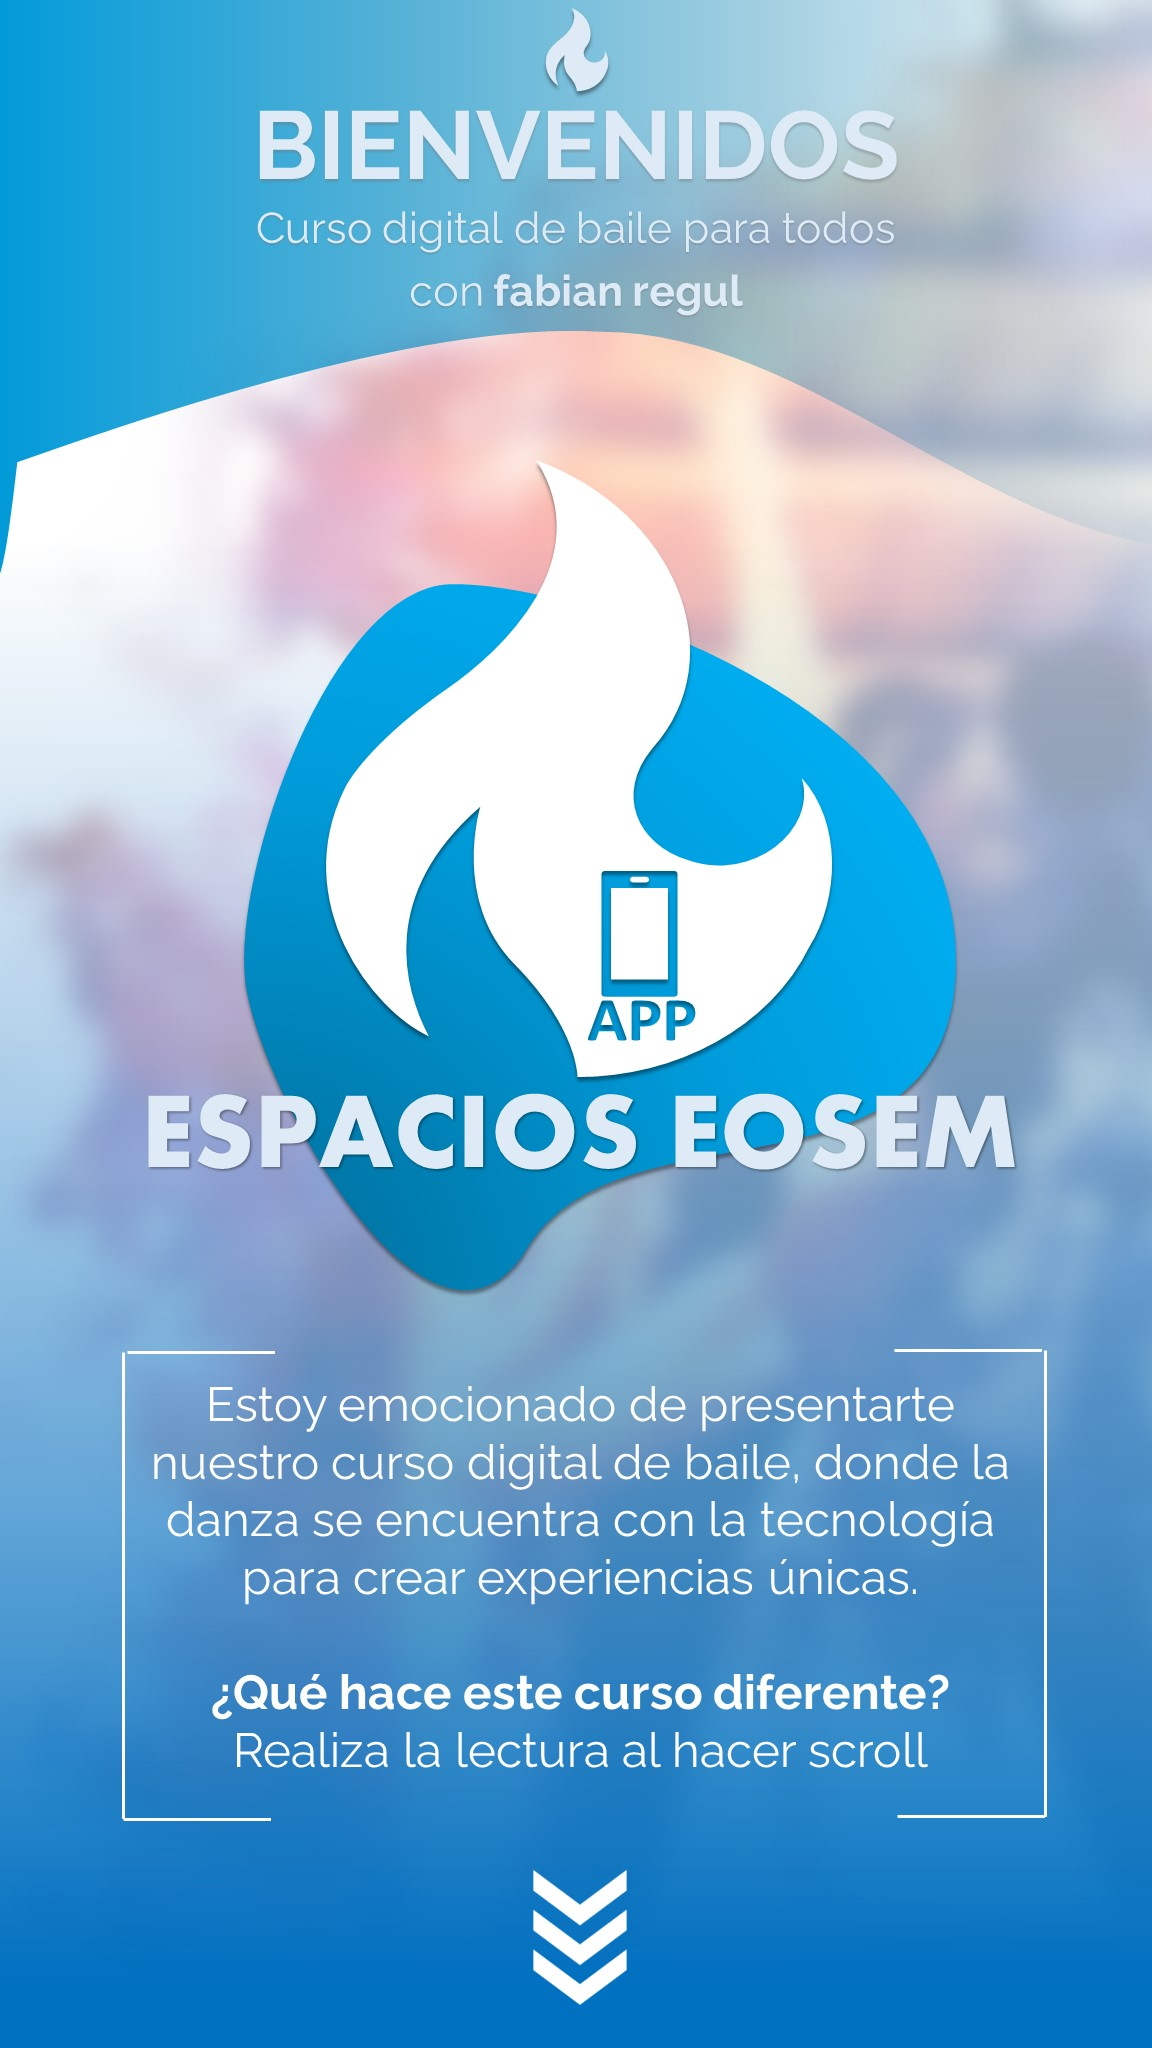 BIENVENIDOS
Curso digital de baile para todos
con fabian regul
APP
ESPACIOS EOSEM
Estoy emocionado de presentarte
nuestro curso digital de baile, donde la
danza se encuentra con la tecnología
para crear experiencias únicas.
¿Qué hace este curso diferente?
Realiza la lectura al hacer scroll